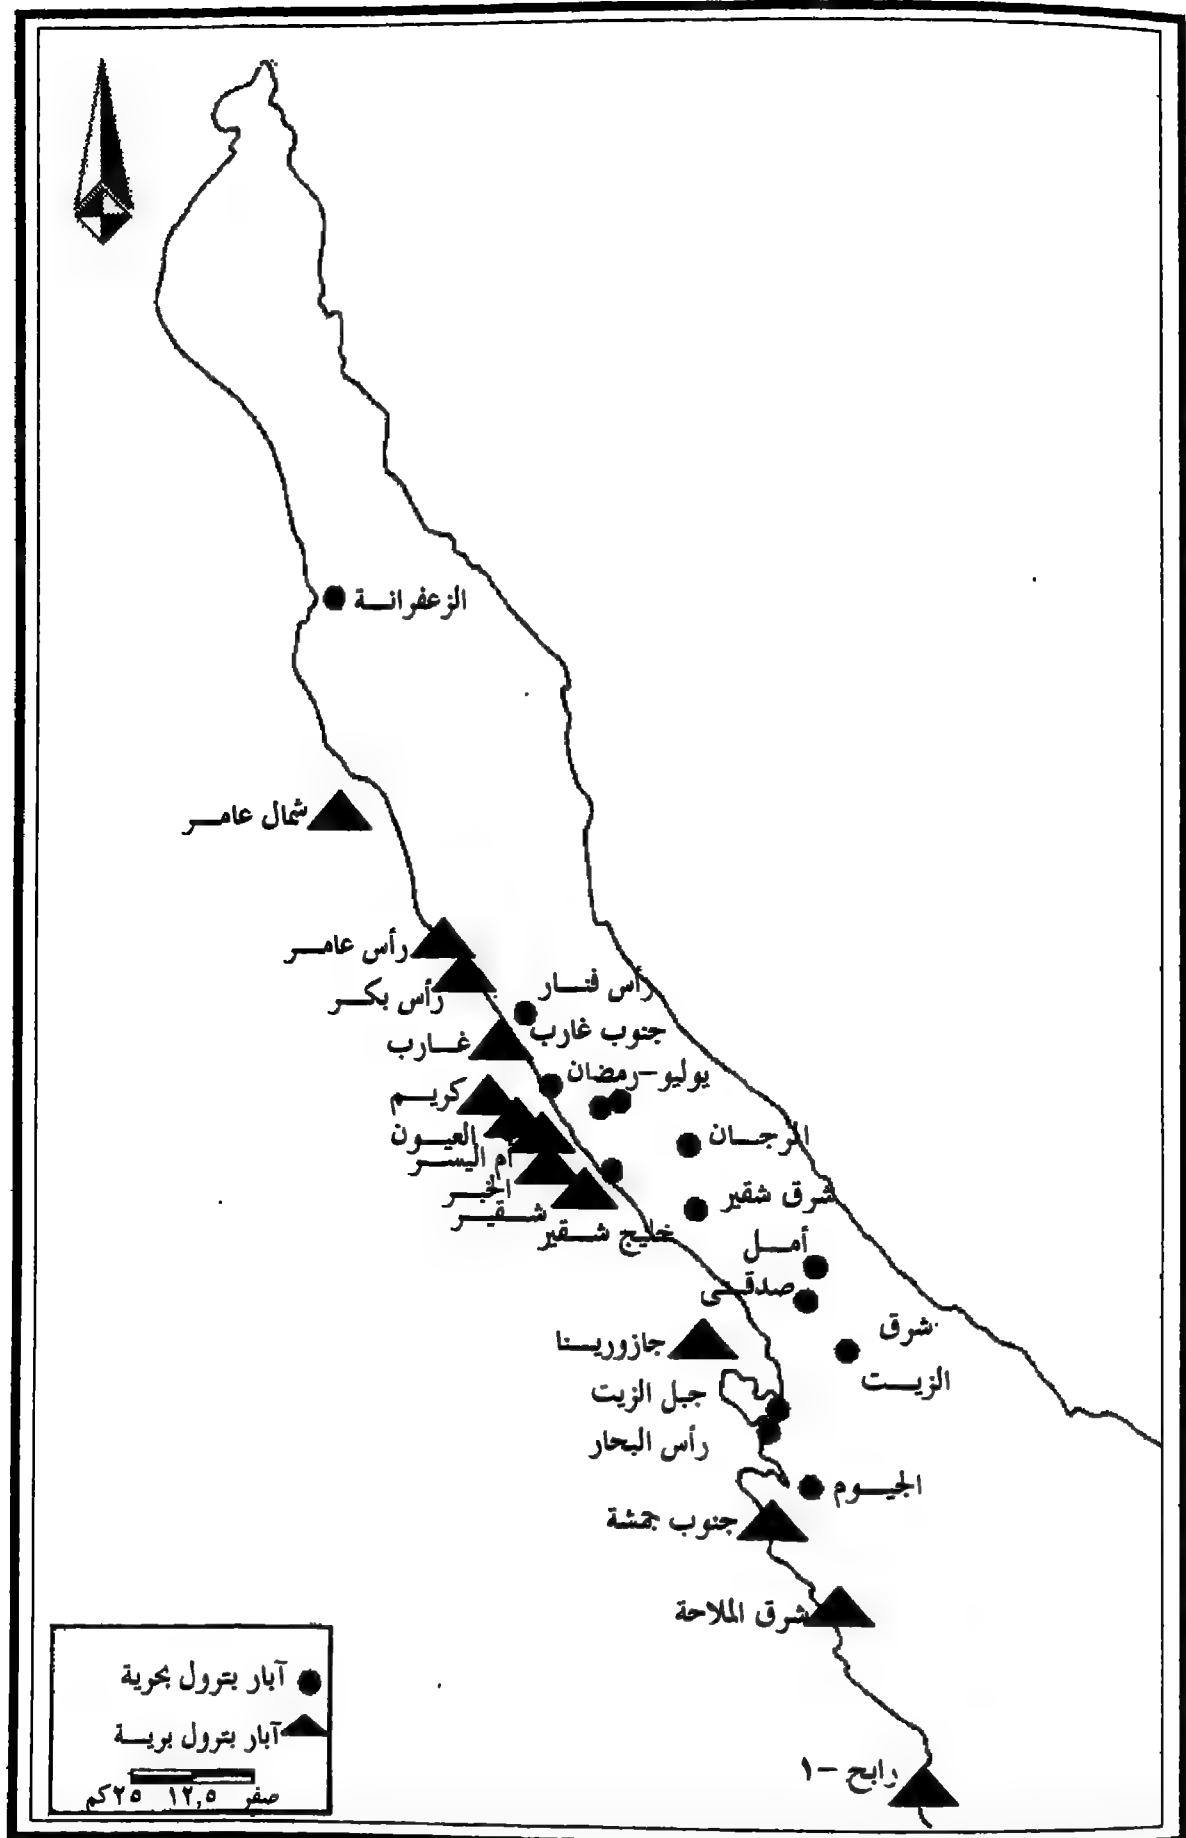 الزعفرانة
شمال عامر
رأس عامر
رأس بكر
رأس فنار
جنوب غارب
غارب
يوليو-رمضان
كريم
المرجان
العيون
أم اليسر
الخير
شرق شقير
شقير
خليج شقير
أمل
صدقى
شرق
الزيت
جازورينا
جبل الزيت
رأس البحار
الجيوم
جنوب جمشة
شرق الملاحة
رابح -١
آبار بترول بحرية
آبار بترول برية
صفر ١٢,٥ ٢٥كم